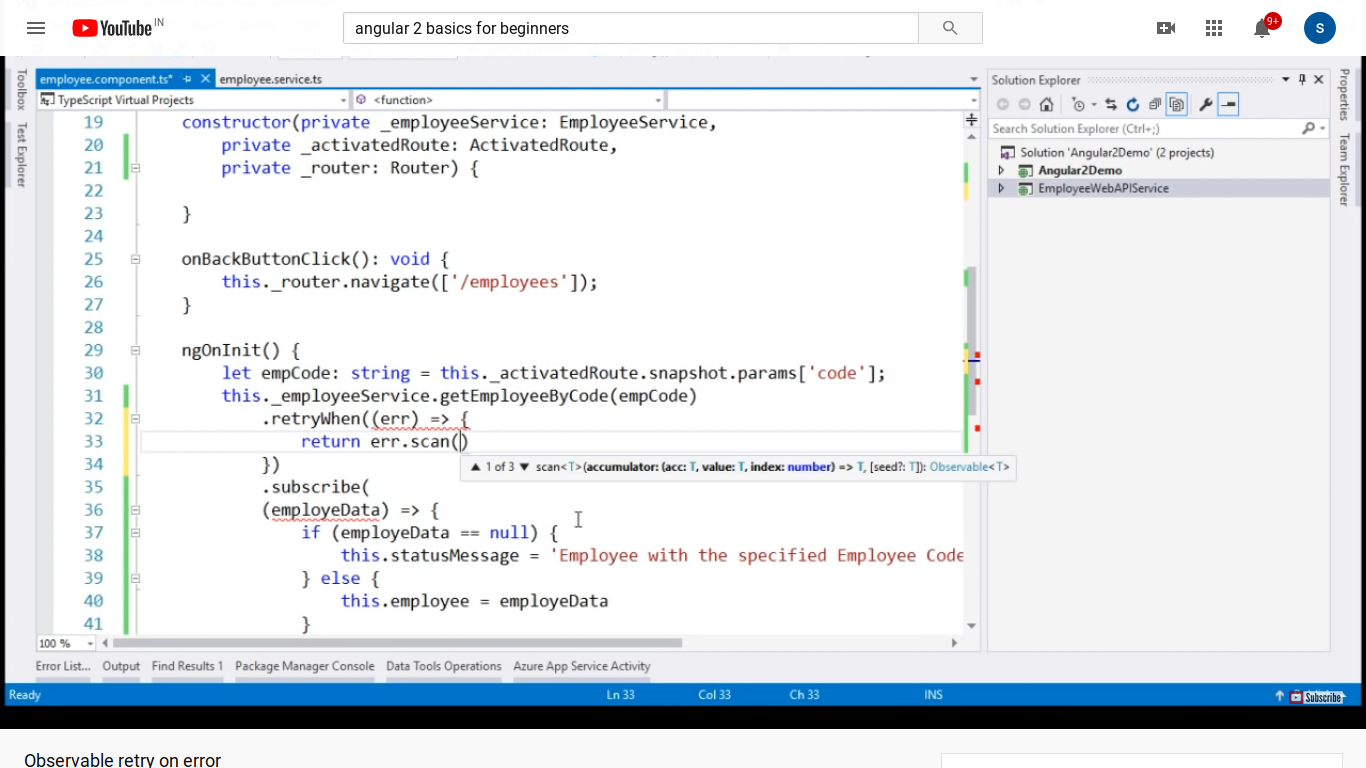 YouTube IN
angular 2 basics for beginners
9+
S
employee.component.ts*
employee.service.ts
TypeScript Virtual Projects
<function>
Toolbox
Test Explorer
19 constructor(private _employeeService: EmployeeService,
20 private _activatedRoute: ActivatedRoute,
21 private _router: Router) {
22
23 }
24
25 onBackButtonClick(): void {
26 this._router.navigate(['/employees']);
27 }
28
29 ngOnInit() {
30 let empCode: string = this._activatedRoute.snapshot.params['code'];
31 this._employeeService.getEmployeeByCode(empCode)
32 .retryWhen((err) => {
33 return err.scan()
▲ 1 of 3 ▼ scan<T>(accumulator: (acc: T, value: T, index: number) => T, [seed?: T]): Observable<T>
34 })
35 .subscribe(
36 (employeData) => {
37 if (employeData == null) {
38 this.statusMessage = 'Employee with the specified Employee Code
39 } else {
40 this.employee = employeData
41 }
100 %
Solution Explorer
Search Solution Explorer (Ctrl+;)
Solution 'Angular2Demo' (2 projects)
Angular2Demo
EmployeeWebAPIService
Properties
Team Explorer
Error List... Output Find Results 1 Package Manager Console Data Tools Operations Azure App Service Activity
Ready Ln 33 Col 33 Ch 33 INS
Subscribe
Observable retry on error